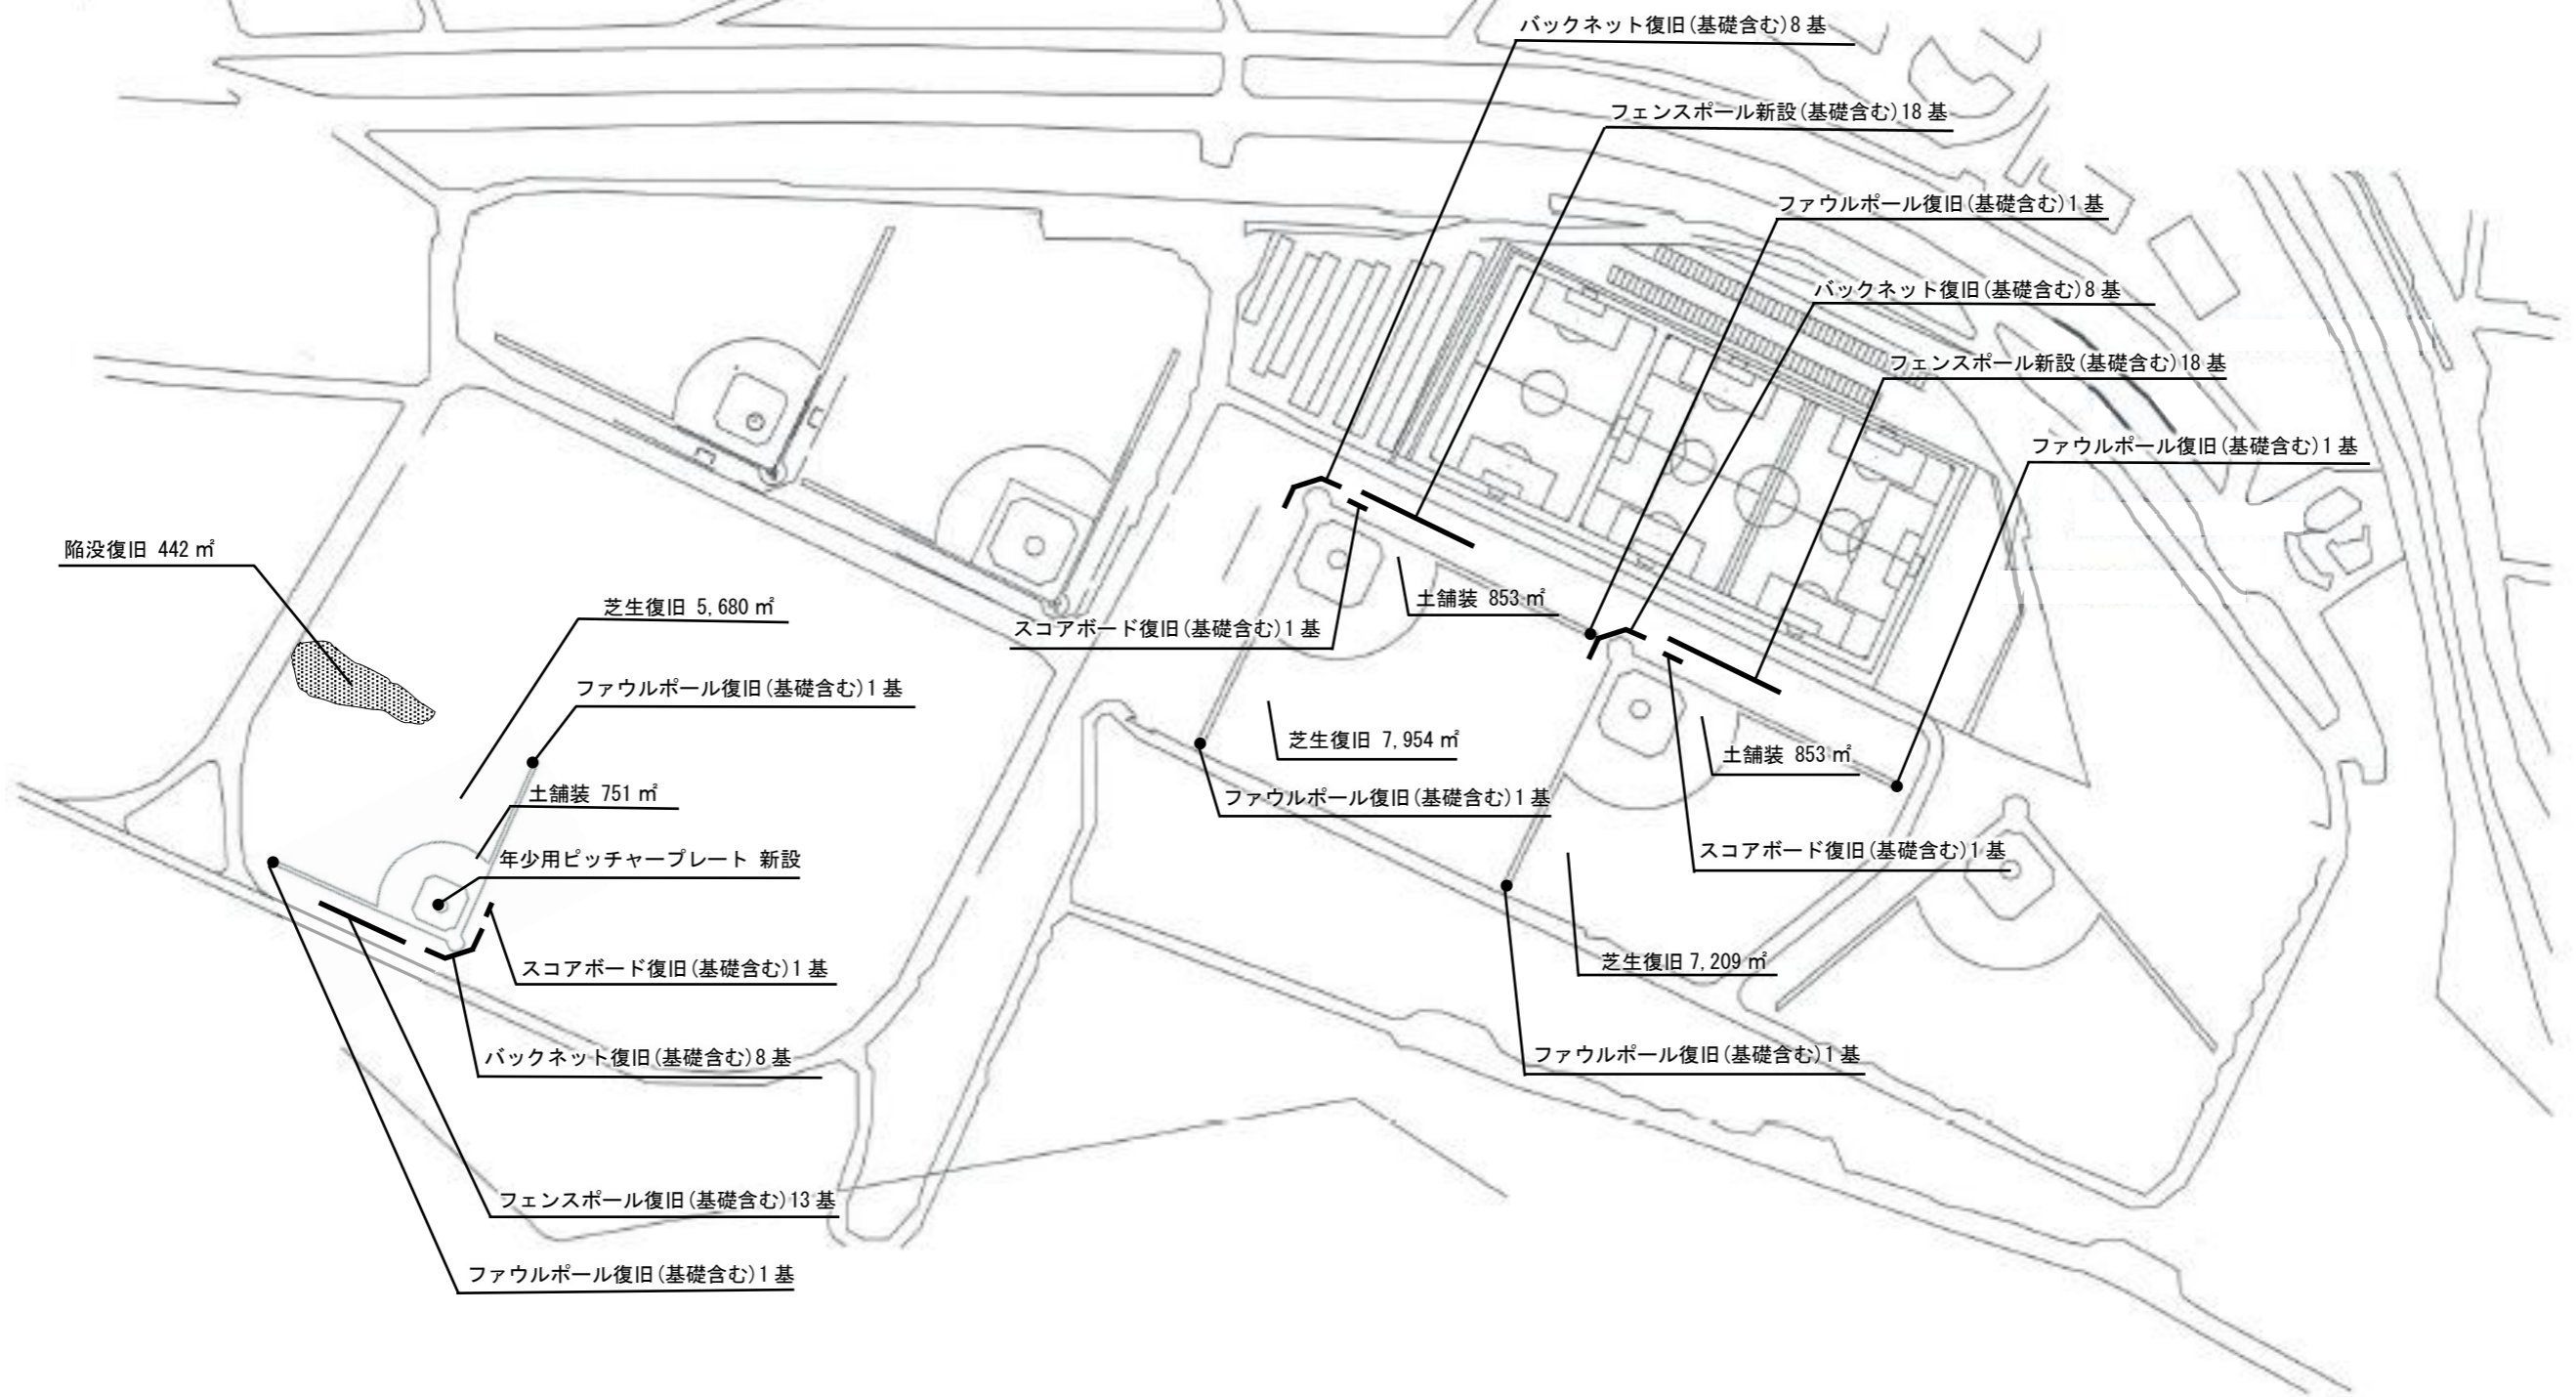 バックネット復旧(基礎含む)8基
フェンスポール新設(基礎含む)18基
ファウルポール復旧(基礎含む)1基
バックネット復旧(基礎含む)8基
フェンスポール新設(基礎含む)18基
ファウルポール復旧(基礎含む)1基
陥没復旧 442㎡
芝生復旧 5,680㎡
土舗装 853㎡
スコアボード復旧(基礎含む)1基
ファウルポール復旧(基礎含む)1基
芝生復旧 7,954㎡
土舗装 853㎡
土舗装 751㎡
ファウルポール復旧(基礎含む)1基
年少用ピッチャープレート 新設
スコアボード復旧(基礎含む)1基
スコアボード復旧(基礎含む)1基
芝生復旧 7,209㎡
バックネット復旧(基礎含む)8基
ファウルポール復旧(基礎含む)1基
フェンスポール復旧(基礎含む)13基
ファウルポール復旧(基礎含む)1基